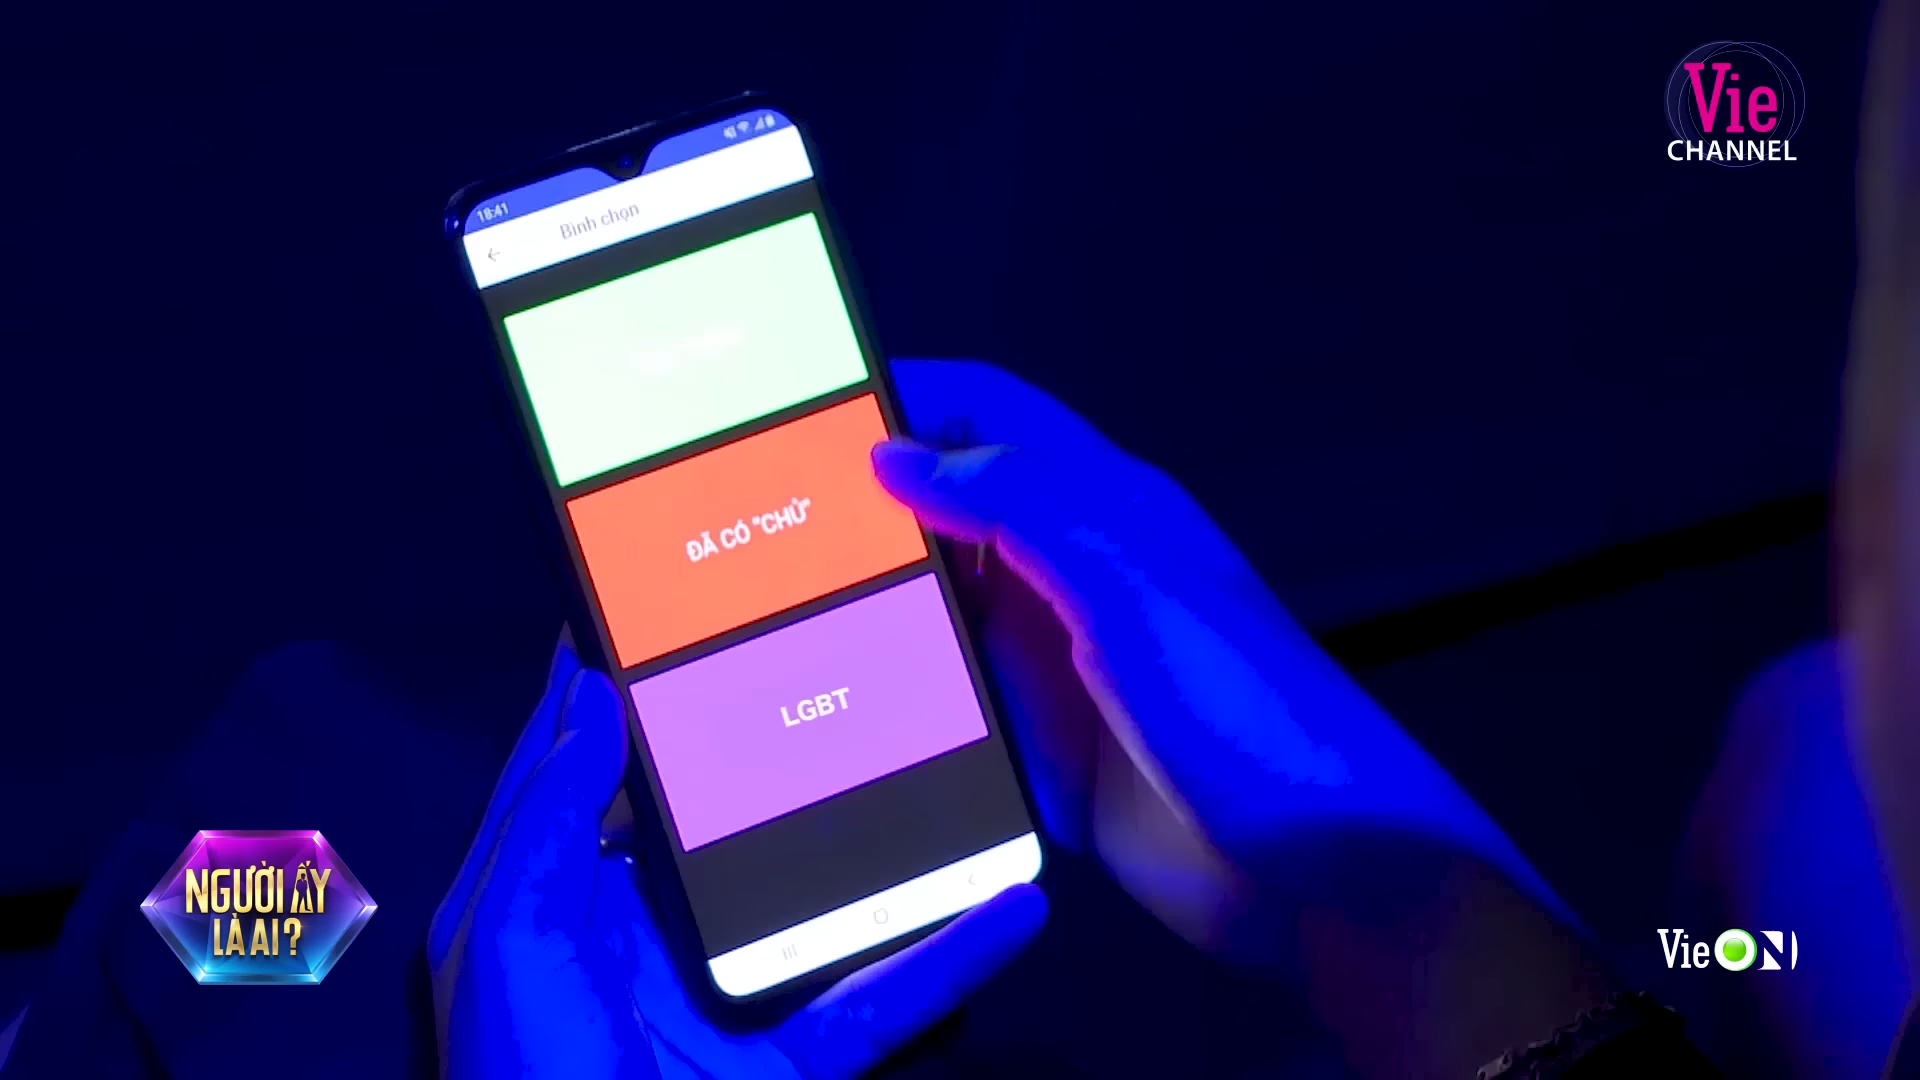 Vie
CHANNEL
18:41
Bình chọn
ĐÃ CÓ "CHỦ"
LGBT
NGƯỜI ẤY
LÀ AI?
VieON